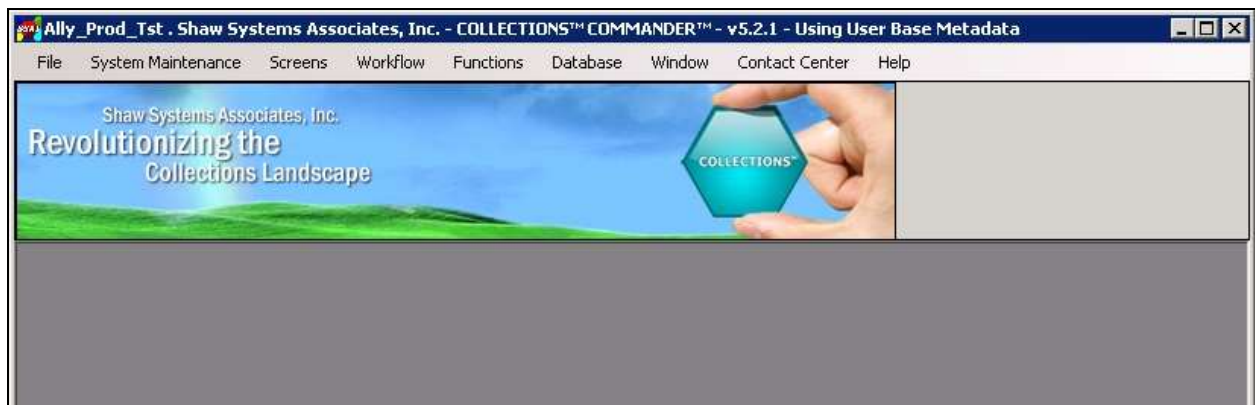 Ally_Prod_Tst . Shaw Systems Associates, Inc. - COLLECTIONS™ COMMANDER™ - v5.2.1 - Using User Base Metadata
File System Maintenance Screens Workflow Functions Database Window Contact Center Help
Shaw Systems Associates, Inc.
Revolutionizing the
Collections Landscape
COLLECTIONS™